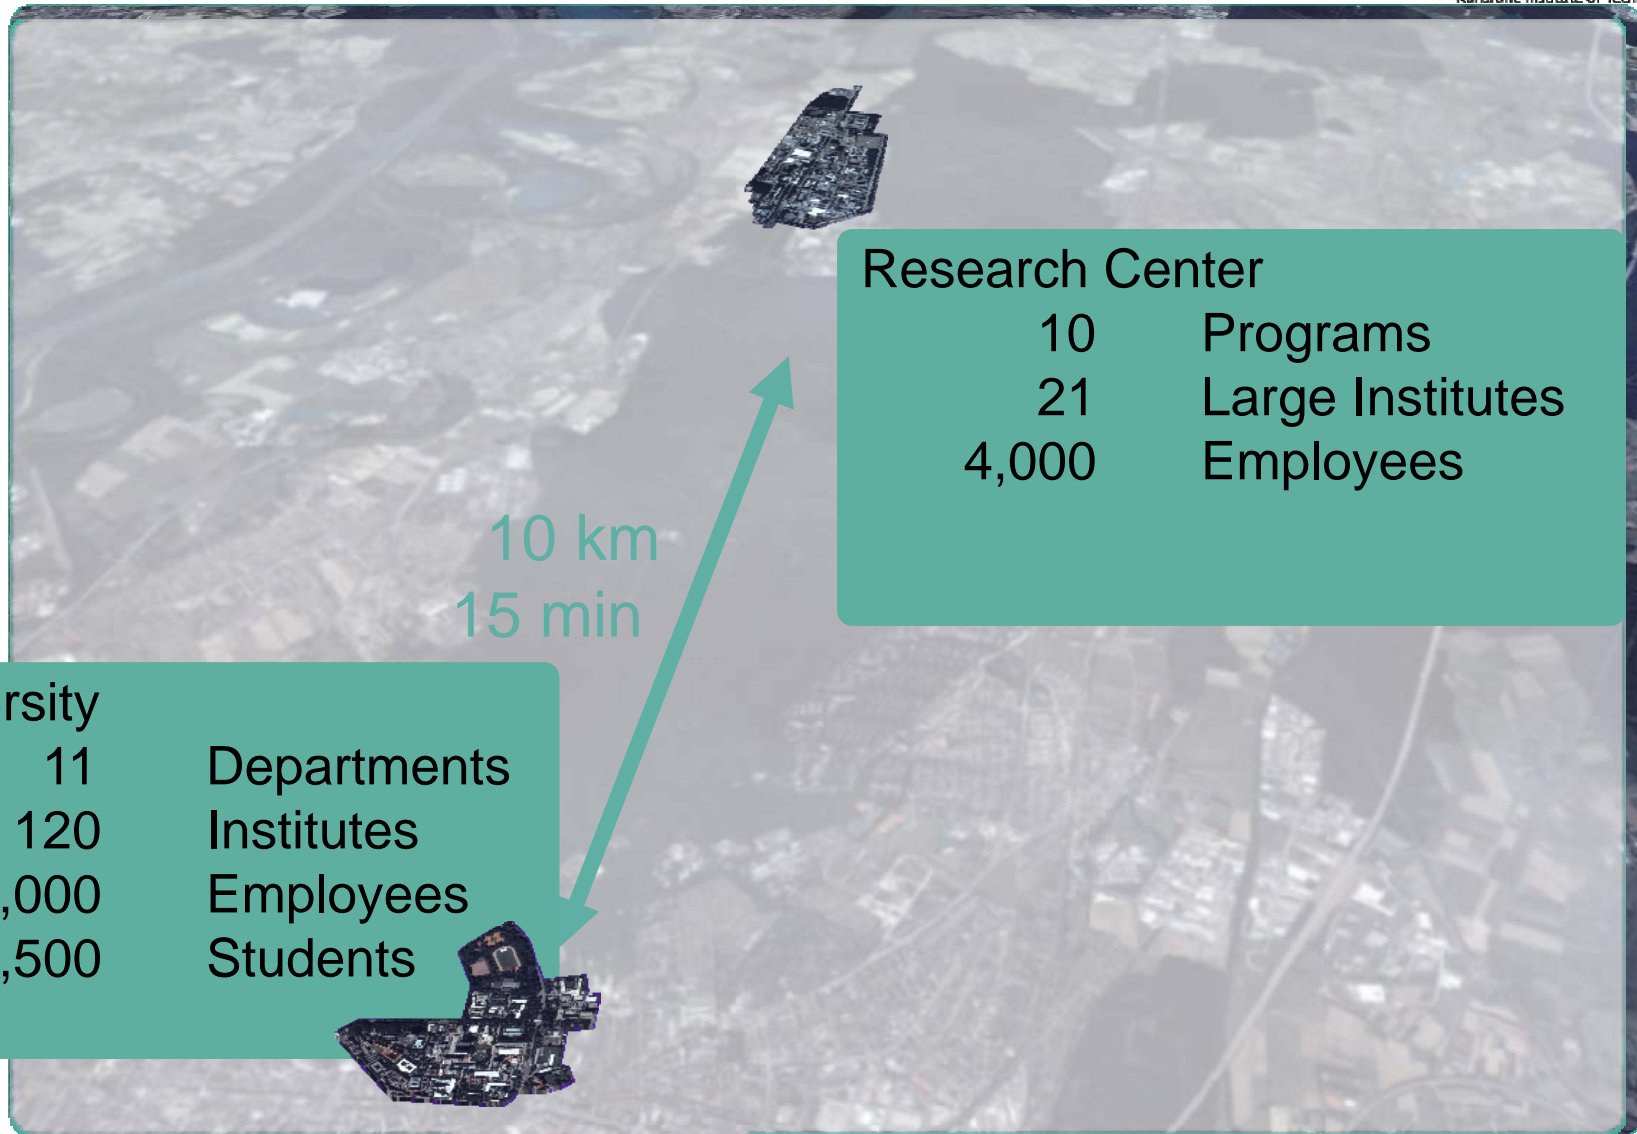 Research Center
10 Programs
21 Large Institutes
4,000 Employees
10 km
15 min
rsity
11 Departments
120 Institutes
,000 Employees
,500 Students